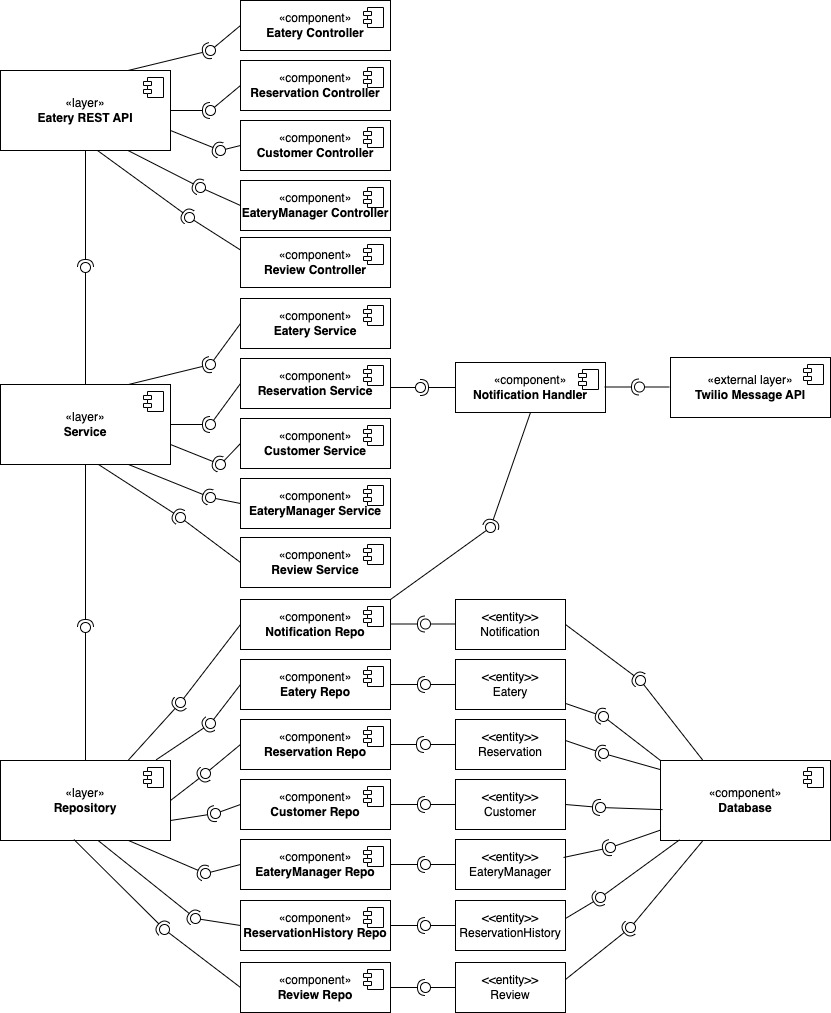 «component»
Eatery Controller
«component»
Reservation Controller
«layer»
Eatery REST API
«component»
Customer Controller
«component»
EateryManager Controller
«component»
Review Controller
«component»
Eatery Service
«component»
Reservation Service
«component»
Notification Handler
«external layer»
Twilio Message API
«layer»
Service
«component»
Customer Service
«component»
EateryManager Service
«component»
Review Service
«component»
Notification Repo
<<entity>>
Notification
«component»
Eatery Repo
<<entity>>
Eatery
«component»
Reservation Repo
<<entity>>
Reservation
«layer»
Repository
«component»
Customer Repo
<<entity>>
Customer
«component»
Database
«component»
EateryManager Repo
<<entity>>
EateryManager
«component»
ReservationHistory Repo
<<entity>>
ReservationHistory
«component»
Review Repo
<<entity>>
Review